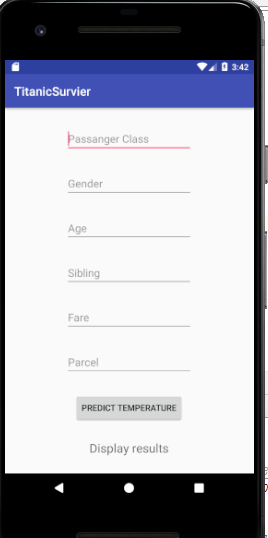 3:42
TitanicSurvier
Passanger Class
Gender
Age
Sibling
Fare
Parcel
PREDICT TEMPERATURE
Display results